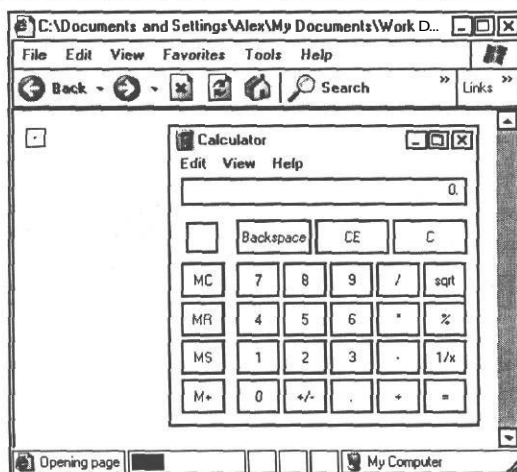 C:\Documents and Settings\Alex\My Documents\Work D...
File Edit View Favorites Tools Help
Back Search » Links »
Calculator
Edit View Help
0.
Backspace CE C
MC 7 8 9 / sqrt
MR 4 5 6 * %
MS 1 2 3 - 1/x
M+ 0 +/- . + =
Opening page My Computer